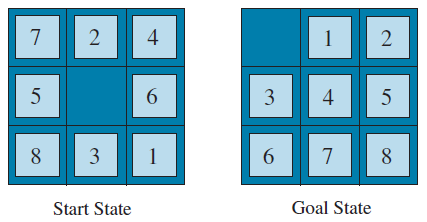 7 2 4
5 6
8 3 1
Start State
1 2
3 4 5
6 7 8
Goal State